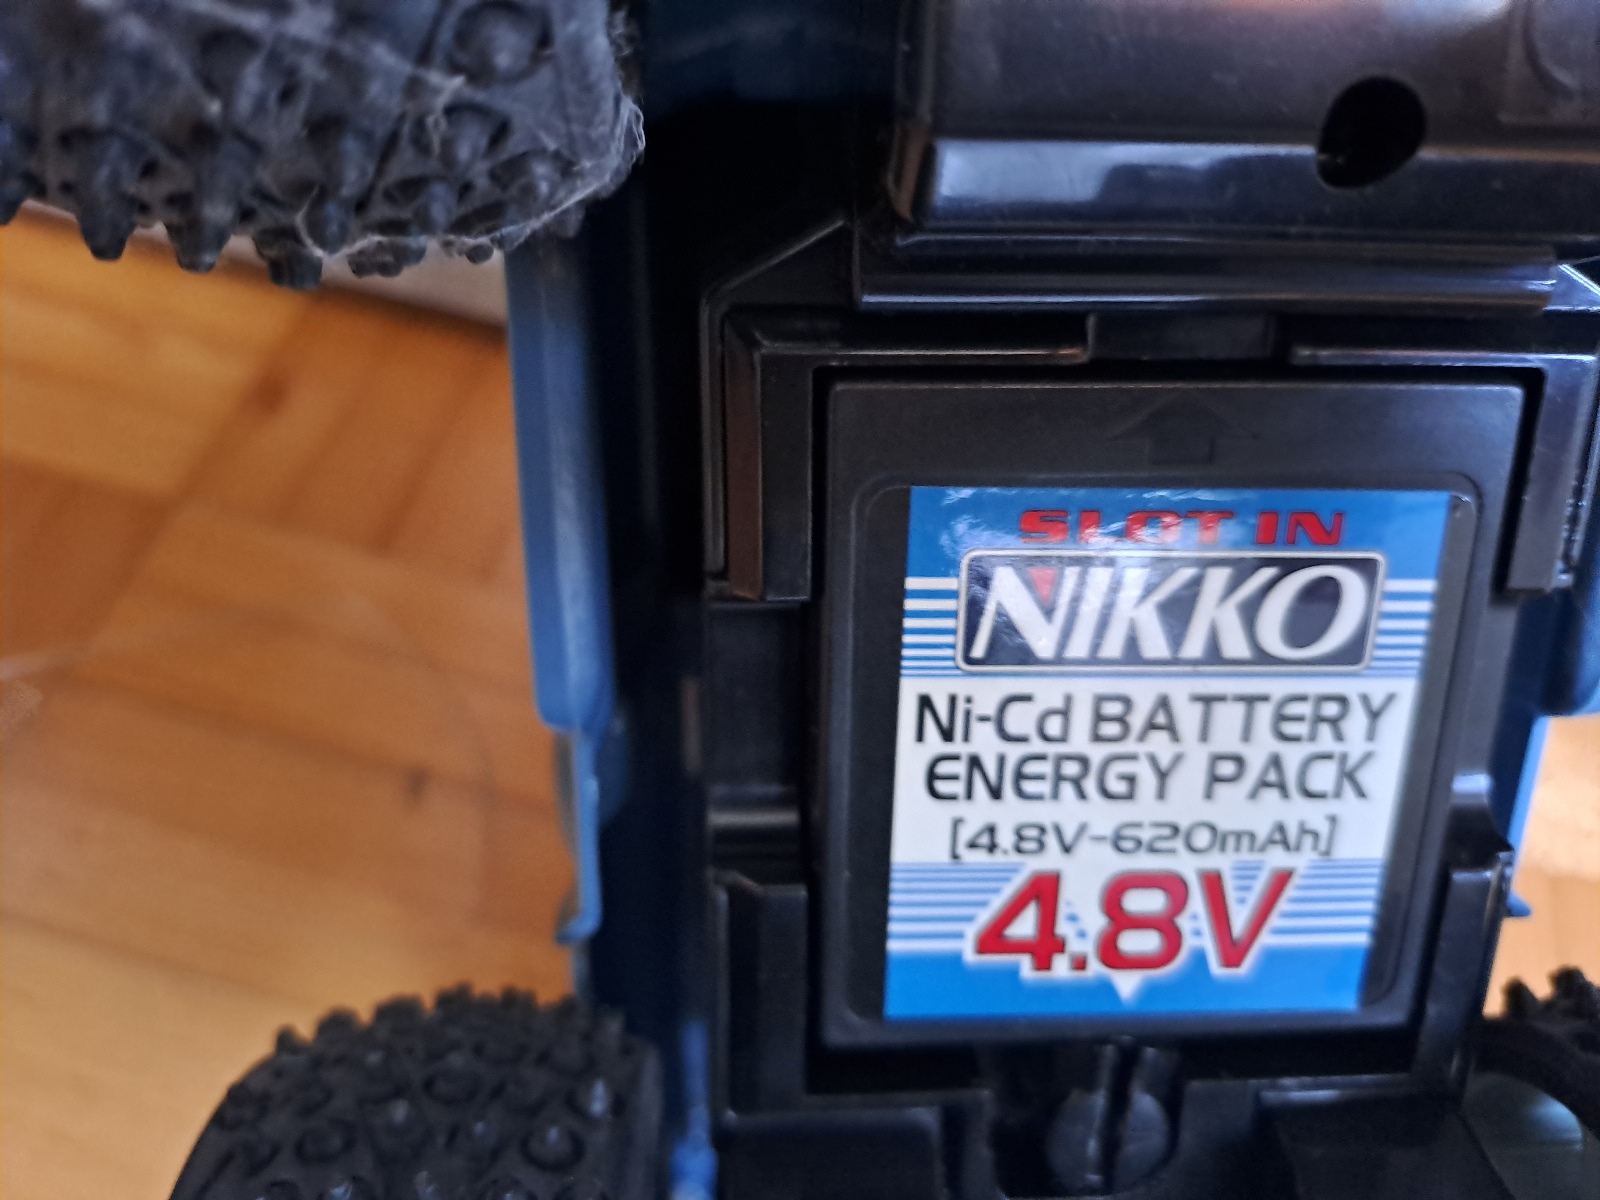 SLOT IN
NIKKO
Ni-Cd BATTERY
ENERGY PACK
[4.8V-620mAh]
4.8V